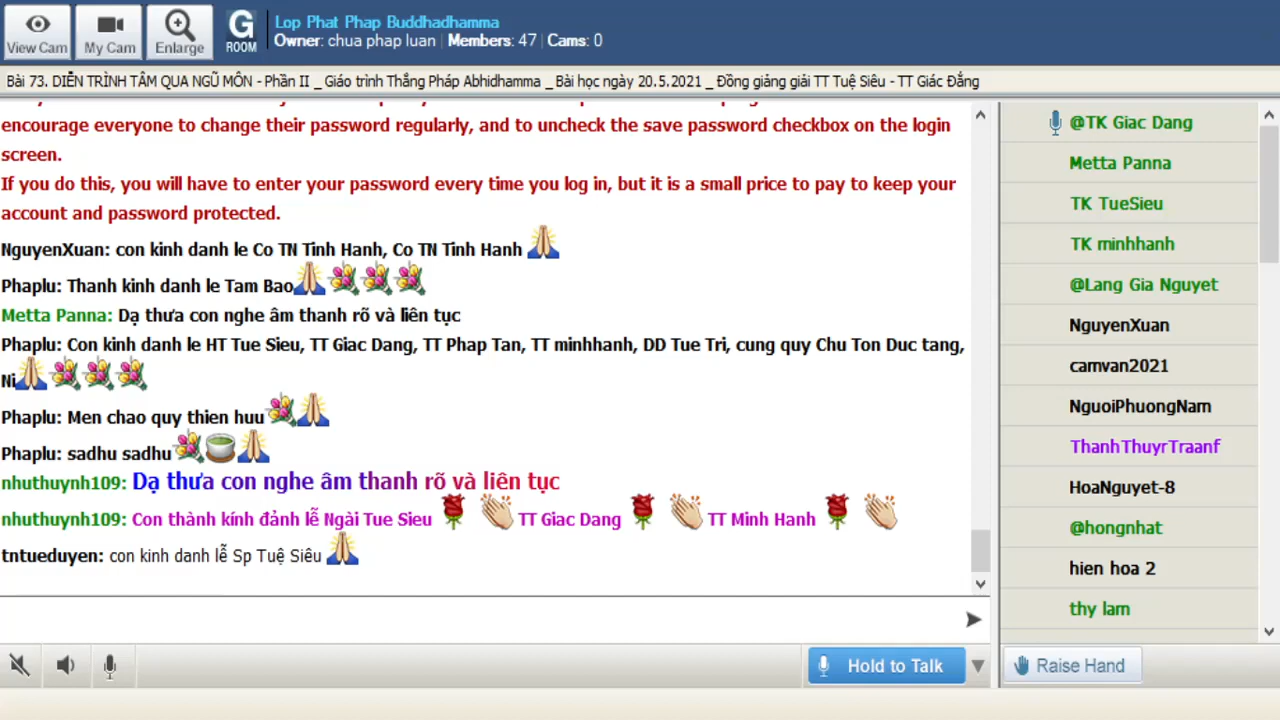 View Cam
My Cam
Enlarge
G
ROOM
Lop Phat Phap Buddhadhamma
Owner: chua phap luan | Members: 47 | Cams: 0
Bài 73. DIỄN TRÌNH TÂM QUA NGŨ MÔN - Phần II _ Giáo trình Thắng Pháp Abhidhamma _ Bài học ngày 20.5.2021 _ Đồng giảng giải TT Tuệ Siêu - TT Giác Đẳng
encourage everyone to change their password regularly, and to uncheck the save password checkbox on the login
screen.
If you do this, you will have to enter your password every time you log in, but it is a small price to pay to keep your
account and password protected.
NguyenXuan: con kinh danh le Co TN Tinh Hanh, Co TN Tinh Hanh
Phaplu: Thanh kinh danh le Tam Bao
Metta Panna: Dạ thưa con nghe âm thanh rõ và liên tục
Phaplu: Con kinh danh le HT Tue Sieu, TT Giac Dang, TT Phap Tan, TT minhhanh, DD Tue Tri, cung quy Chu Ton Duc tang,
Ni
Phaplu: Men chao quy thien huu
Phaplu: sadhu sadhu
nhuthuynh109: Dạ thưa con nghe âm thanh rõ và liên tục
nhuthuynh109: Con thành kính đảnh lễ Ngài Tue Sieu TT Giac Dang TT Minh Hanh
tntueduyen: con kinh danh lễ Sp Tuệ Siêu
Hold to Talk
@TK Giac Dang
Metta Panna
TK TueSieu
TK minhhanh
@Lang Gia Nguyet
NguyenXuan
camvan2021
NguoiPhuongNam
ThanhThuyrTraanf
HoaNguyet-8
@hongnhat
hien hoa 2
thy lam
Raise Hand